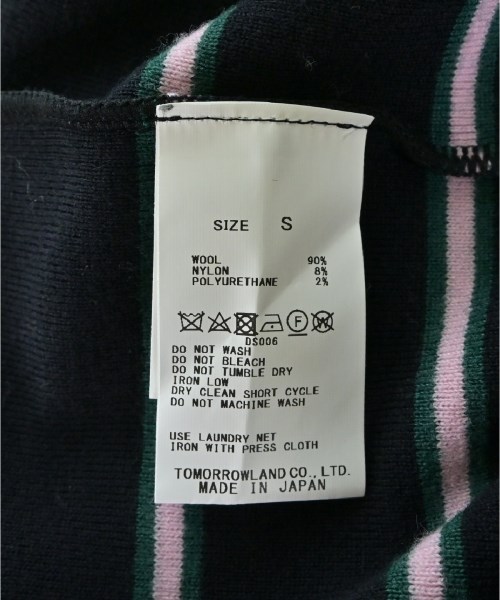 SIZE S
WOOL 90%
NYLON 8%
POLYURETHANE 2%
F W
DS006
DO NOT WASH
DO NOT BLEACH
DO NOT TUMBLE DRY
IRON LOW
DRY CLEAN SHORT CYCLE
DO NOT MACHINE WASH
USE LAUNDRY NET
IRON WITH PRESS CLOTH
TOMORROWLAND CO., LTD.
MADE IN JAPAN